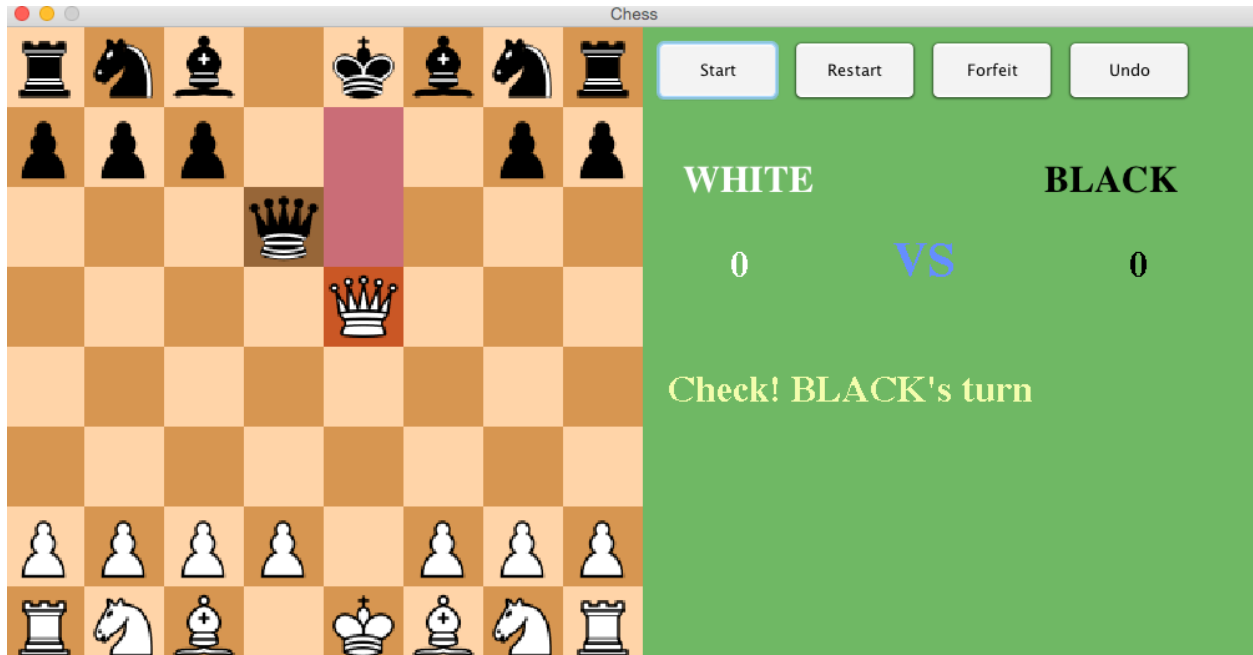 Chess
Start Restart Forfeit Undo
WHITE BLACK
0 VS 0
Check! BLACK's turn